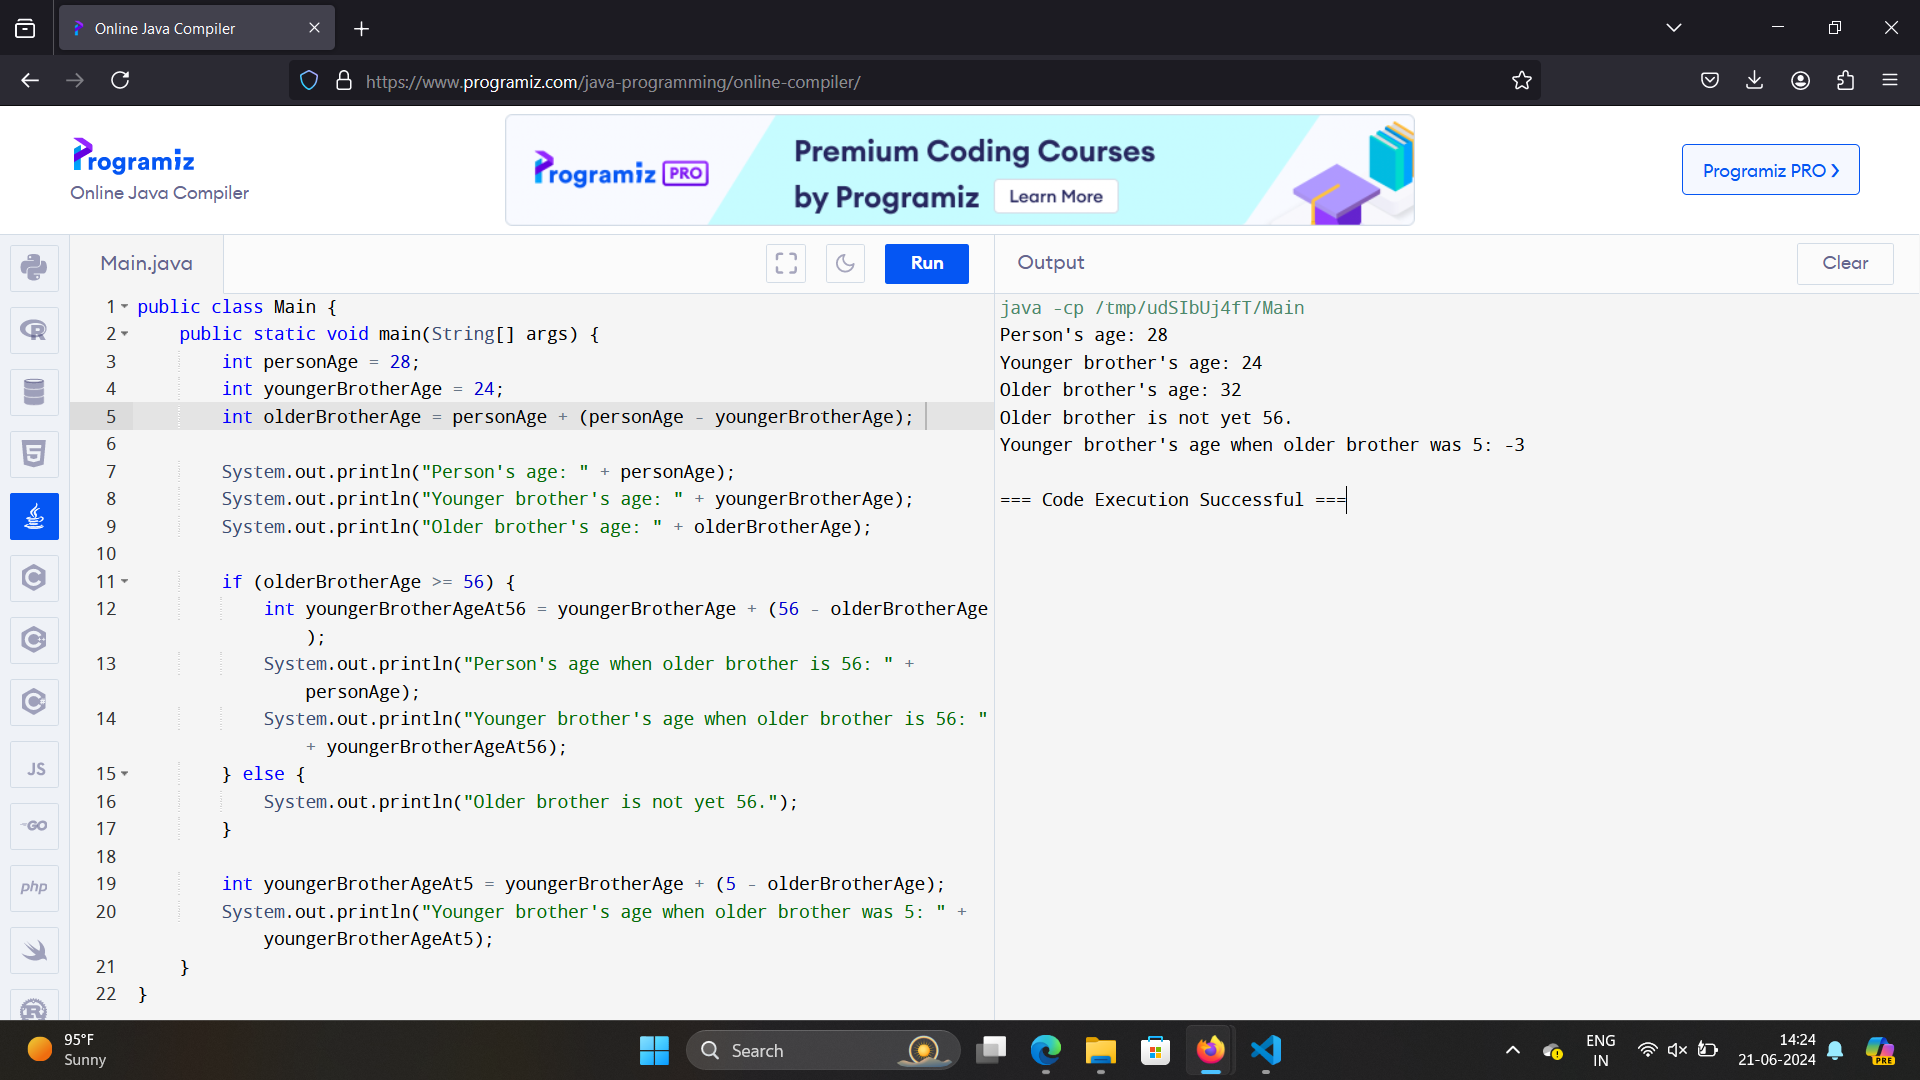 Online Java Compiler
https://www.programiz.com/java-programming/online-compiler/
Programiz
Online Java Compiler
Programiz PRO
Premium Coding Courses
by Programiz
Learn More
Programiz PRO ❯
Main.java
Run
Output
Clear
1 public class Main {
2     public static void main(String[] args) {
3         int personAge = 28;
4         int youngerBrotherAge = 24;
5         int olderBrotherAge = personAge + (personAge - youngerBrotherAge);
6
7         System.out.println("Person's age: " + personAge);
8         System.out.println("Younger brother's age: " + youngerBrotherAge);
9         System.out.println("Older brother's age: " + olderBrotherAge);
10
11         if (olderBrotherAge >= 56) {
12             int youngerBrotherAgeAt56 = youngerBrotherAge + (56 - olderBrotherAge
);
13             System.out.println("Person's age when older brother is 56: " +
personAge);
14             System.out.println("Younger brother's age when older brother is 56: "
+ youngerBrotherAgeAt56);
15         } else {
16             System.out.println("Older brother is not yet 56.");
17         }
18
19         int youngerBrotherAgeAt5 = youngerBrotherAge + (5 - olderBrotherAge);
20         System.out.println("Younger brother's age when older brother was 5: " +
youngerBrotherAgeAt5);
21     }
22 }
java -cp /tmp/udSIbUj4fT/Main
Person's age: 28
Younger brother's age: 24
Older brother's age: 32
Older brother is not yet 56.
Younger brother's age when older brother was 5: -3
=== Code Execution Successful ===
JS
GO
php
95°F
Sunny
Search
ENG
IN
14:24
21-06-2024
PRE